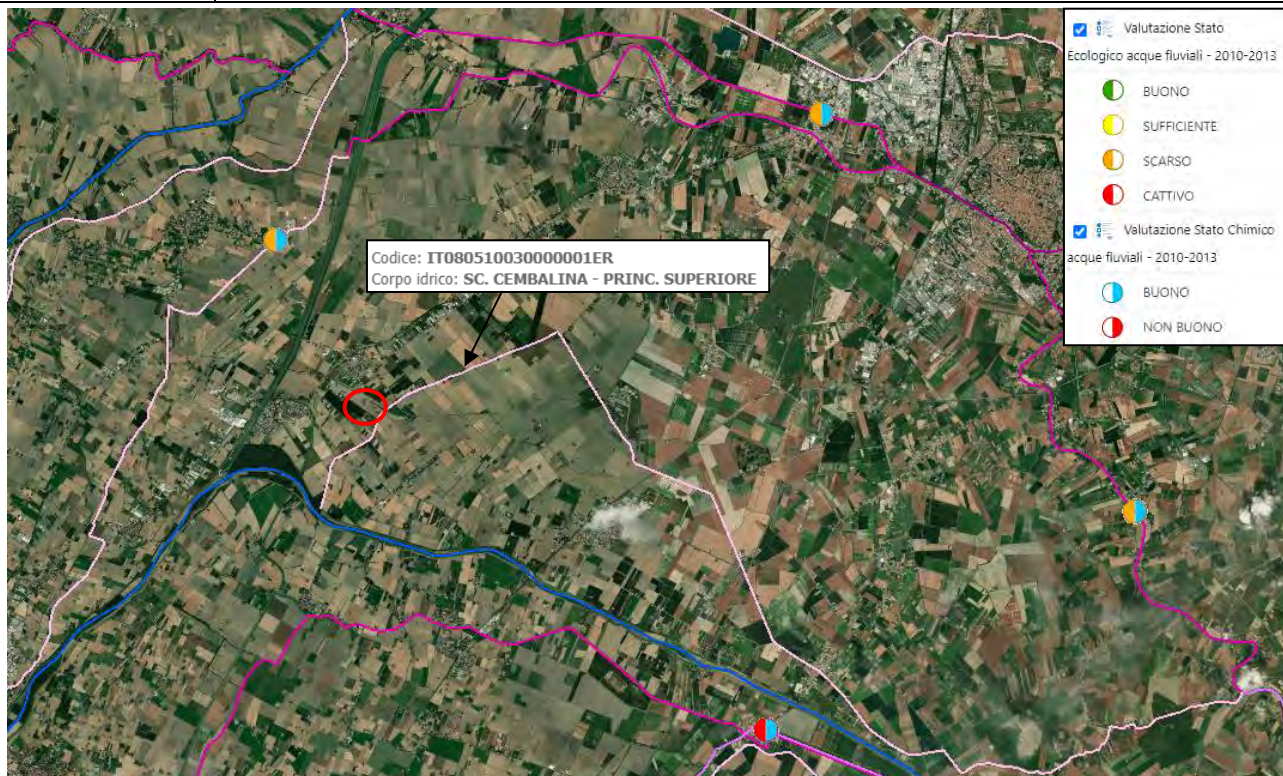 Valutazione Stato
Ecologico acque fluviali - 2010-2013
BUONO
SUFFICIENTE
SCARSO
CATTIVO
Valutazione Stato Chimico
acque fluviali - 2010-2013
BUONO
NON BUONO
Codice: IT080510030000001ER
Corpo idrico: SC. CEMBALINA - PRINC. SUPERIORE